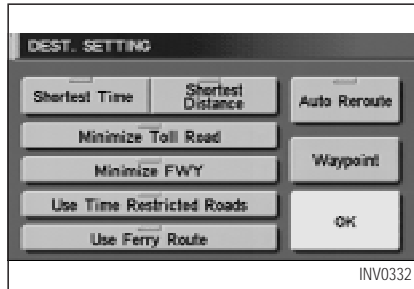 DEST. SETTING
Shortest Time
Shortest
Distance
Auto Reroute
Minimize Toll Road
Minimize FWY
Waypoint
Use Time Restricted Roads
Use Ferry Route
OK
INV0332